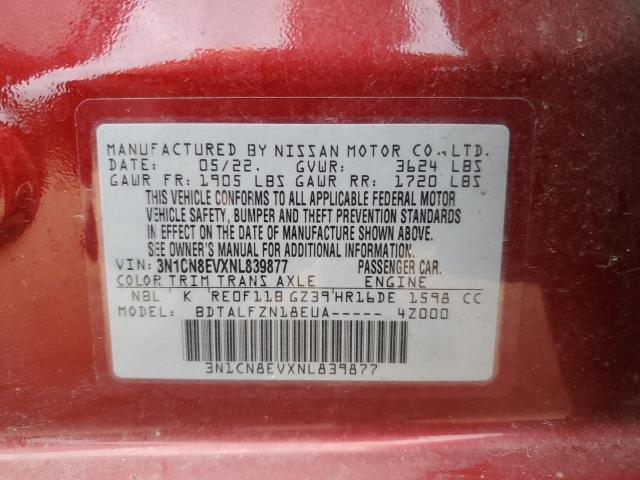 MANUFACTURED BY NISSAN MOTOR CO., LTD.
DATE: 05/22. GVWR: 3624 LBS
GAWR FR: 1905 LBS GAWR RR: 1720 LBS
THIS VEHICLE CONFORMS TO ALL APPLICABLE FEDERAL MOTOR
VEHICLE SAFETY, BUMPER AND THEFT PREVENTION STANDARDS
IN EFFECT ON THE DATE OF MANUFACTURE SHOWN ABOVE.
SEE OWNER'S MANUAL FOR ADDITIONAL INFORMATION.
VIN: 3N1CN8EVXNL839877 PASSENGER CAR.
COLOR TRIM TRANS AXLE ENGINE
NBL K RE0F11B GZ39 HR16DE 1598 CC
MODEL: BDTALFZN18EUA----- 4Z000
3N1CN8EVXNL839877